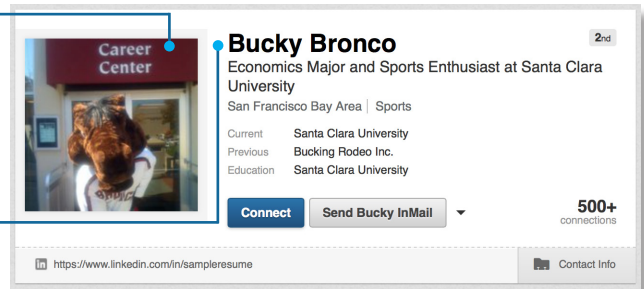 Career
Center
Bucky Bronco
2nd
Economics Major and Sports Enthusiast at Santa Clara
University
San Francisco Bay Area | Sports
Current Santa Clara University
Previous Bucking Rodeo Inc.
Education Santa Clara University
Connect
Send Bucky InMail
500+
connections
in https://www.linkedin.com/in/sampleresume
Contact Info